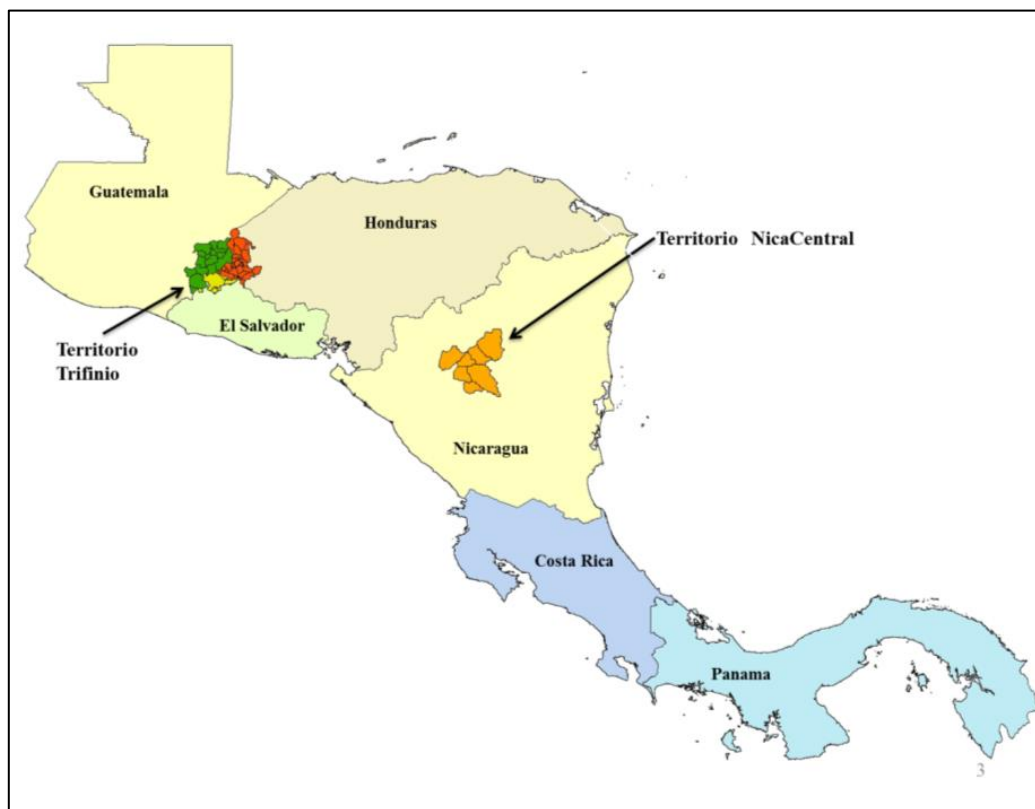 Guatemala
Honduras
Territorio NicaCentral
El Salvador
Territorio
Trifinio
Nicaragua
Costa Rica
Panama
3